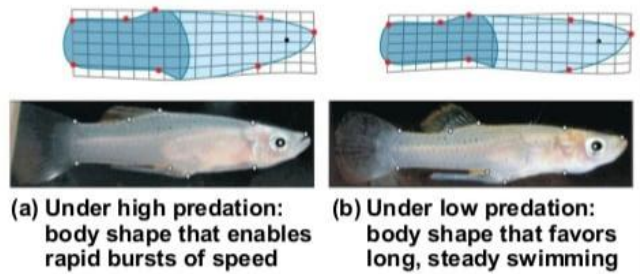 (a) Under high predation:
body shape that enables
rapid bursts of speed
(b) Under low predation:
body shape that favors
long, steady swimming